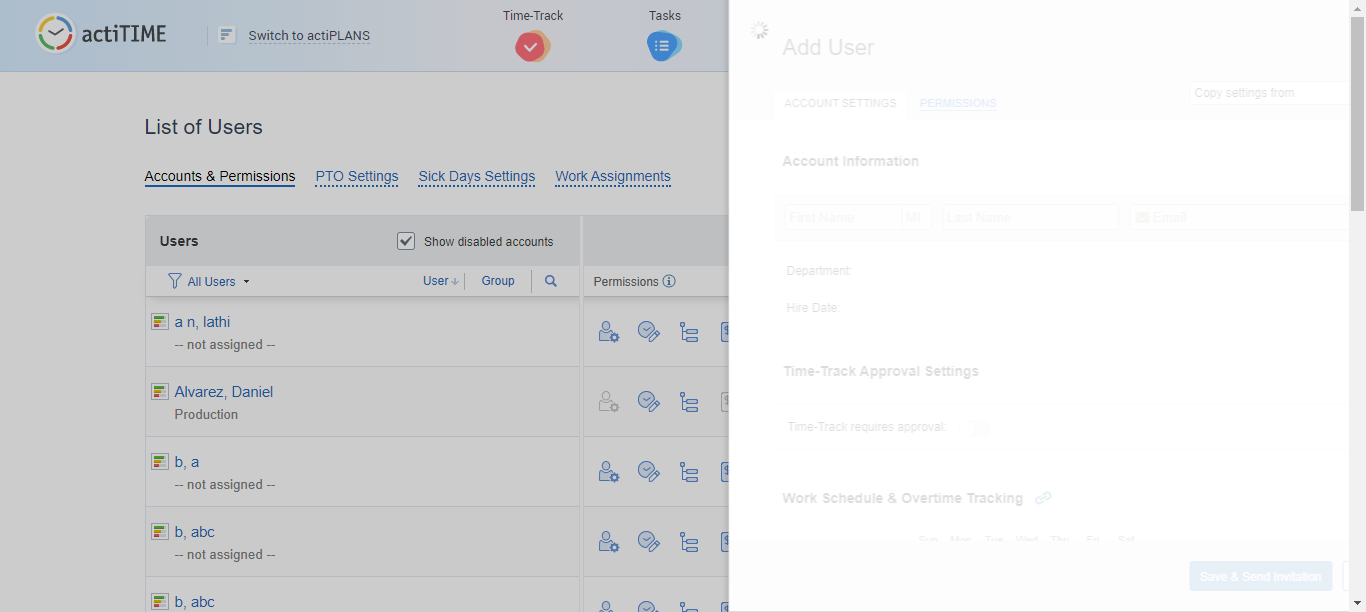 actiTIME
Switch to actiPLANS
Time-Track
Tasks
List of Users
Accounts & Permissions
PTO Settings
Sick Days Settings
Work Assignments
Users
Show disabled accounts
All Users
User
Group
Permissions
a n, lathi
-- not assigned --
Alvarez, Daniel
Production
b, a
-- not assigned --
b, abc
-- not assigned --
b, abc
Add User
ACCOUNT SETTINGS
PERMISSIONS
Copy settings from
Account Information
First Name
MI
Last Name
Email
Department:
Hire Date:
Time-Track Approval Settings
Time-Track requires approval:
Work Schedule & Overtime Tracking
Sun Mon Tue Wed Thu Fri Sat
Save & Send Invitation